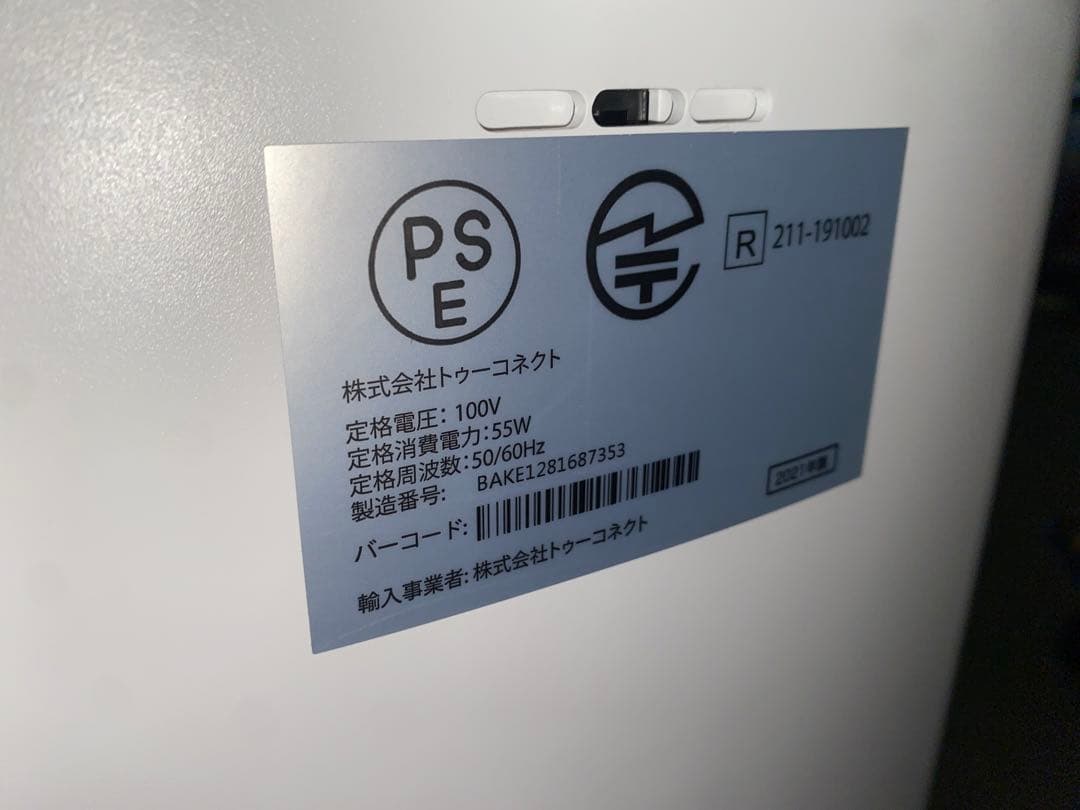 PS
E
R 211-191002
株式会社トゥーコネクト
定格電圧: 100V
定格消費電力:55W
定格周波数:50/60Hz
製造番号: BAKE1281687353
バーコード:
輸入事業者: 株式会社トゥーコネクト
2021年製